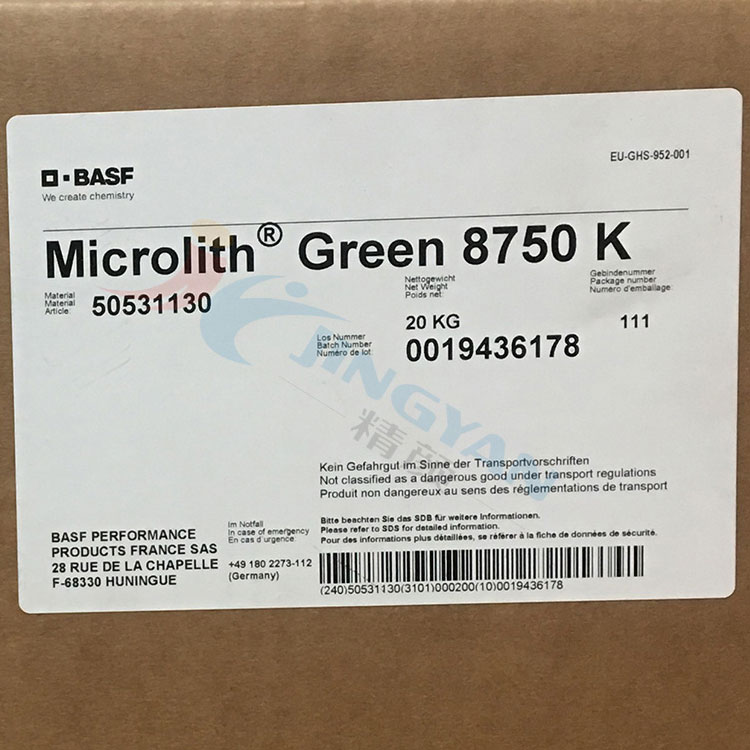 EU-GHS-952-001
BASF
We create chemistry
Microlith® Green 8750 K
Material
Material
Article:
50531130
Nettogewicht
Net Weight
Poids net:
20 KG
Gebindenummer
Package number
Numéro d'emballage:
111
Los Nummer
Batch Number
Numéro de lot:
0019436178
JINGYAN
精颜
Kein Gefahrgut im Sinne der Transportvorschriften
Not classified as a dangerous good under transport regulations
Produit non dangereux au sens des réglementations de transport
BASF PERFORMANCE
PRODUCTS FRANCE SAS
28 RUE DE LA CHAPELLE
F-68330 HUNINGUE
Im Notfall
In case of emergency
En cas d'urgence:
+49 180 2273-112
(Germany)
Bitte beachten Sie das SDB für weitere Informationen.
Please refer to SDS for detailed information.
Pour des informations plus détaillées, se référer à la fiche de données de sécurité.
(240)50531130(3101)000200(10)0019436178